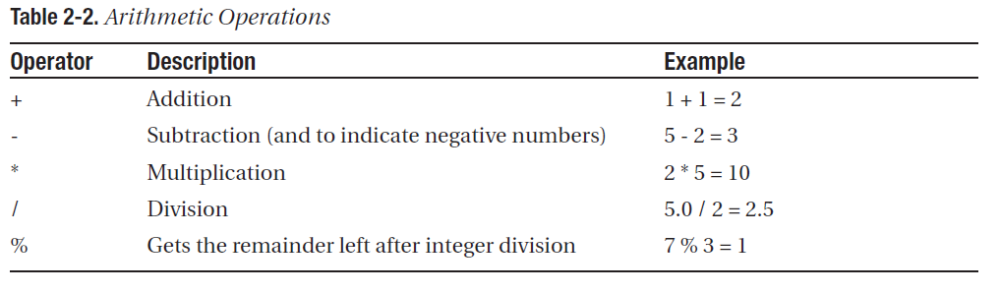 Table 2-2. Arithmetic Operations
Operator Description Example
+ Addition 1 + 1 = 2
- Subtraction (and to indicate negative numbers) 5 - 2 = 3
* Multiplication 2 * 5 = 10
/ Division 5.0 / 2 = 2.5
% Gets the remainder left after integer division 7 % 3 = 1